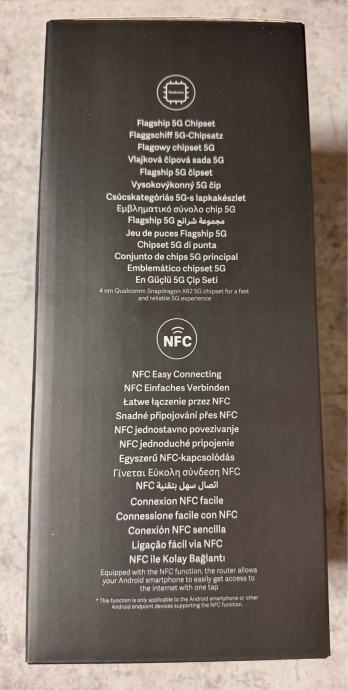 Qualcomm
Flagship 5G Chipset
Flaggschiff 5G-Chipsatz
Flagowy chipset 5G
Vlajková čipová sada 5G
Flagship 5G čipset
Vysokovýkonný 5G čip
Csúcskategóriás 5G-s lapkakészlet
Εμβληματικό σύνολο chip 5G
مجموعة شرائح Flagship 5G
Jeu de puces Flagship 5G
Chipset 5G di punta
Conjunto de chips 5G principal
Emblemático chipset 5G
En Güçlü 5G Çip Seti
4 nm Qualcomm Snapdragon X62 5G chipset for a fast
and reliable 5G experience
NFC
NFC Easy Connecting
NFC Einfaches Verbinden
Łatwe łączenie przez NFC
Snadné připojování přes NFC
NFC jednostavno povezivanje
NFC jednoduché pripojenie
Egyszerű NFC-kapcsolódás
Γίνεται Εύκολη σύνδεση NFC
اتصال سهل بتقنية NFC
Connexion NFC facile
Connessione facile con NFC
Conexión NFC sencilla
Ligação fácil via NFC
NFC ile Kolay Bağlantı
Equipped with the NFC function, the router allows
your Android smartphone to easily get access to
the internet with one tap
* This function is only applicable to the Android smartphone or other
Android endpoint devices supporting the NFC function.